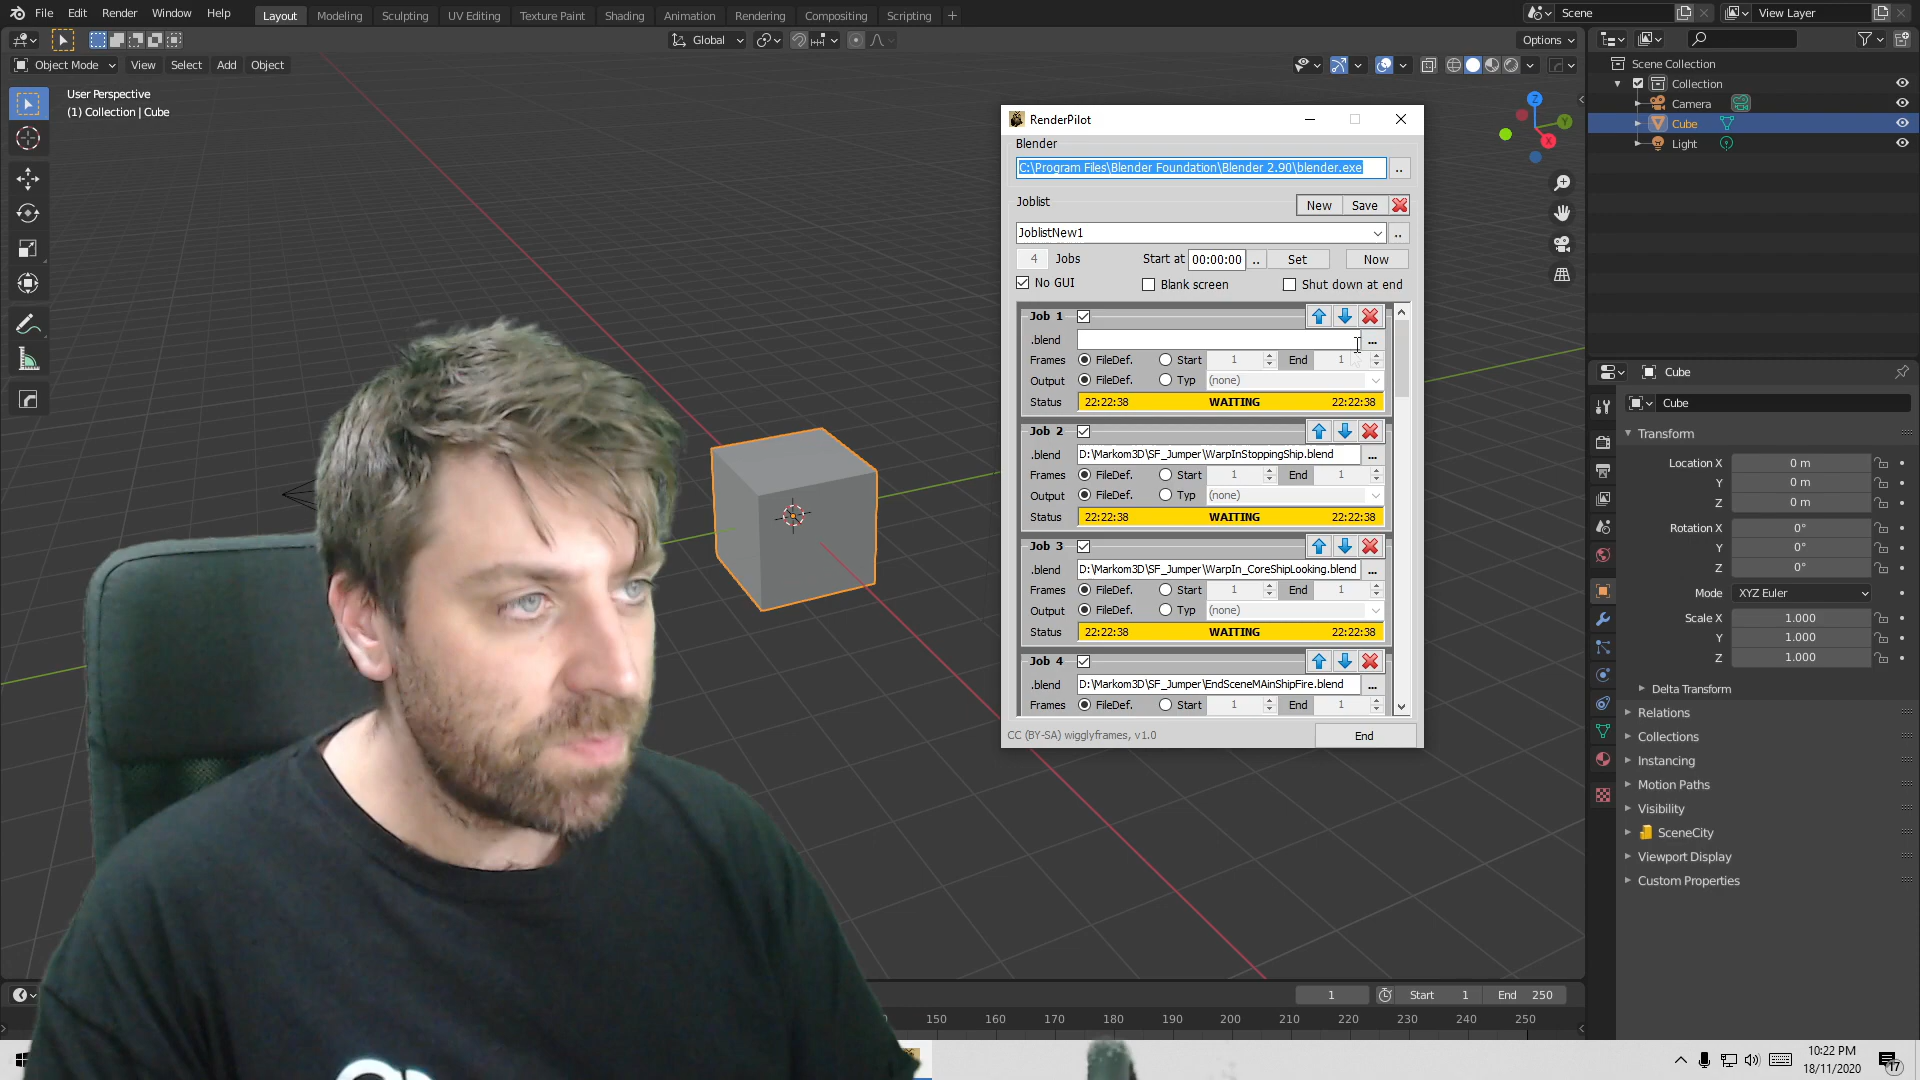 File Edit Render Window Help
Layout Modeling Sculpting UV Editing Texture Paint Shading Animation Rendering Compositing Scripting +
Scene
View Layer
Global
Options
Object Mode View Select Add Object
User Perspective
(1) Collection | Cube
Z
Y
X
RenderPilot
Blender
C:\Program Files\Blender Foundation\Blender 2.90\blender.exe
..
Joblist
New Save
JoblistNew1
..
4 Jobs Start at 00:00:00 .. Set Now
No GUI Blank screen Shut down at end
Job 1
.blend ...
Frames FileDef. Start 1 End 1
Output FileDef. Typ (none)
Status 22:22:38 WAITING 22:22:38
Job 2
.blend D:\Markom3D\SF_Jumper\WarpInStoppingShip.blend ...
Frames FileDef. Start 1 End 1
Output FileDef. Typ (none)
Status 22:22:38 WAITING 22:22:38
Job 3
.blend D:\Markom3D\SF_Jumper\WarpIn_CoreShipLooking.blend ...
Frames FileDef. Start 1 End 1
Output FileDef. Typ (none)
Status 22:22:38 WAITING 22:22:38
Job 4
.blend D:\Markom3D\SF_Jumper\EndSceneMAinShipFire.blend ...
Frames FileDef. Start 1 End 1
CC (BY-SA) wigglyframes, v1.0
End
Scene Collection
Collection
Camera
Cube
Light
Cube
Cube
Transform
Location X 0 m
Y 0 m
Z 0 m
Rotation X 0°
Y 0°
Z 0°
Mode XYZ Euler
Scale X 1.000
Y 1.000
Z 1.000
Delta Transform
Relations
Collections
Instancing
Motion Paths
Visibility
SceneCity
Viewport Display
Custom Properties
1 Start 1 End 250
150 160 170 180 190 200 210 220 230 240 250
10:22 PM
18/11/2020
17